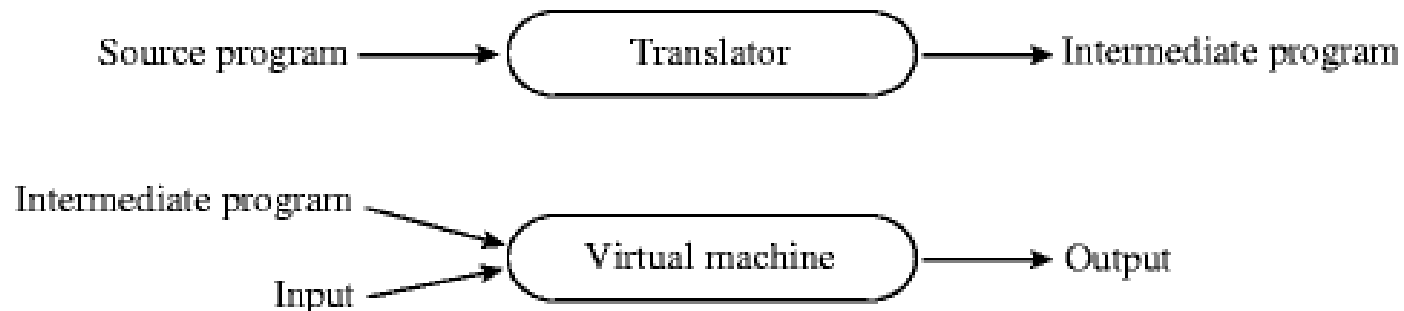 Source program
Translator
Intermediate program
Intermediate program
Input
Virtual machine
Output